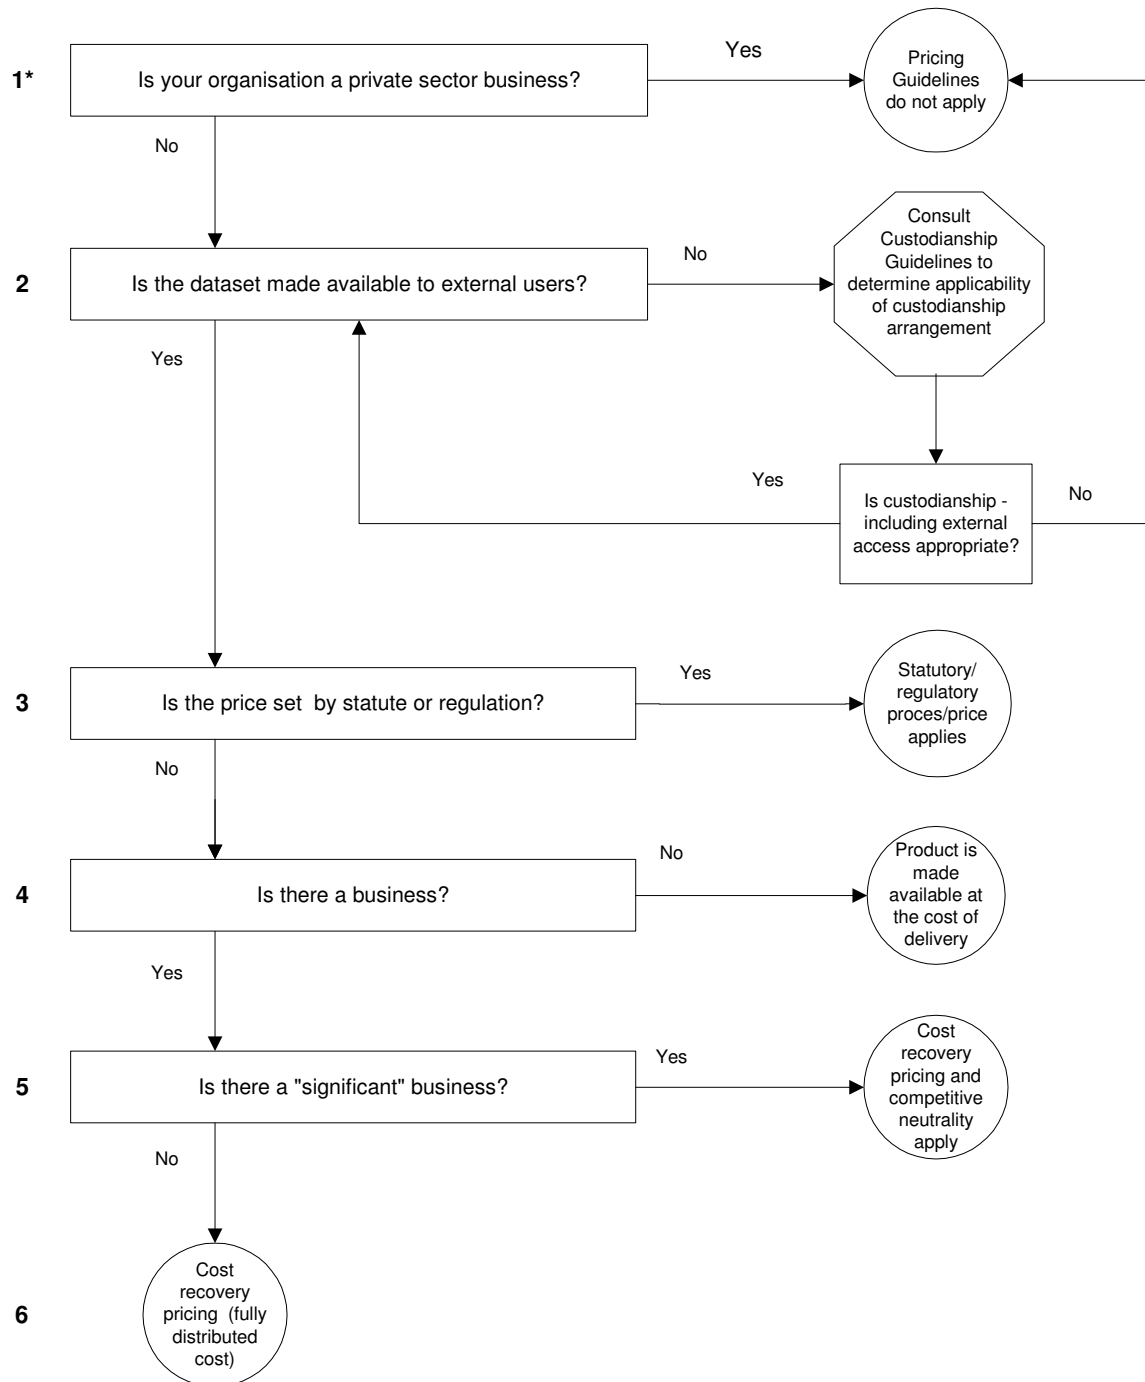 1*
Is your organisation a private sector business?
Yes
Pricing
Guidelines
do not apply
No
2
Is the dataset made available to external users?
No
Consult
Custodianship
Guidelines to
determine applicability
of custodianship
arrangement
Yes
Yes
Is custodianship -
including external
access appropriate?
No
3
Is the price set by statute or regulation?
Yes
Statutory/
regulatory
proces/price
applies
No
4
Is there a business?
No
Product is
made
available at
the cost of
delivery
Yes
5
Is there a "significant" business?
Yes
Cost
recovery
pricing and
competitive
neutrality
apply
No
6
Cost
recovery
pricing (fully
distributed
cost)